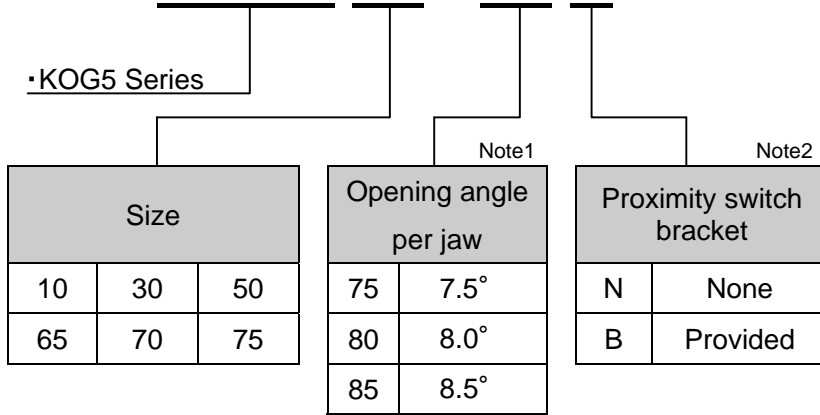 ・KOG5 Series
Note1
Note2
Size
10 30 50
65 70 75
Opening angle
per jaw
75 7.5°
80 8.0°
85 8.5°
Proximity switch
bracket
N None
B Provided